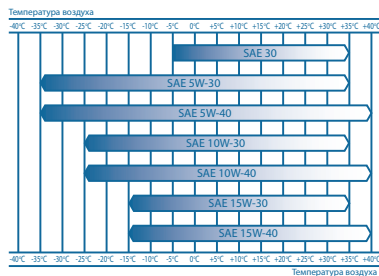 Температура воздуха
-40°C -35°C -30°C -25°C -20°C -15°C -10°C -5°C 0°C +5°C +10°C +15°C +20°C +25°C +30°C +35°C +40°C
SAE 30
SAE 5W-30
SAE 5W-40
SAE 10W-30
SAE 10W-40
SAE 15W-30
SAE 15W-40
-40°C -35°C -30°C -25°C -20°C -15°C -10°C -5°C 0°C +5°C +10°C +15°C +20°C +25°C +30°C +35°C +40°C
Температура воздуха